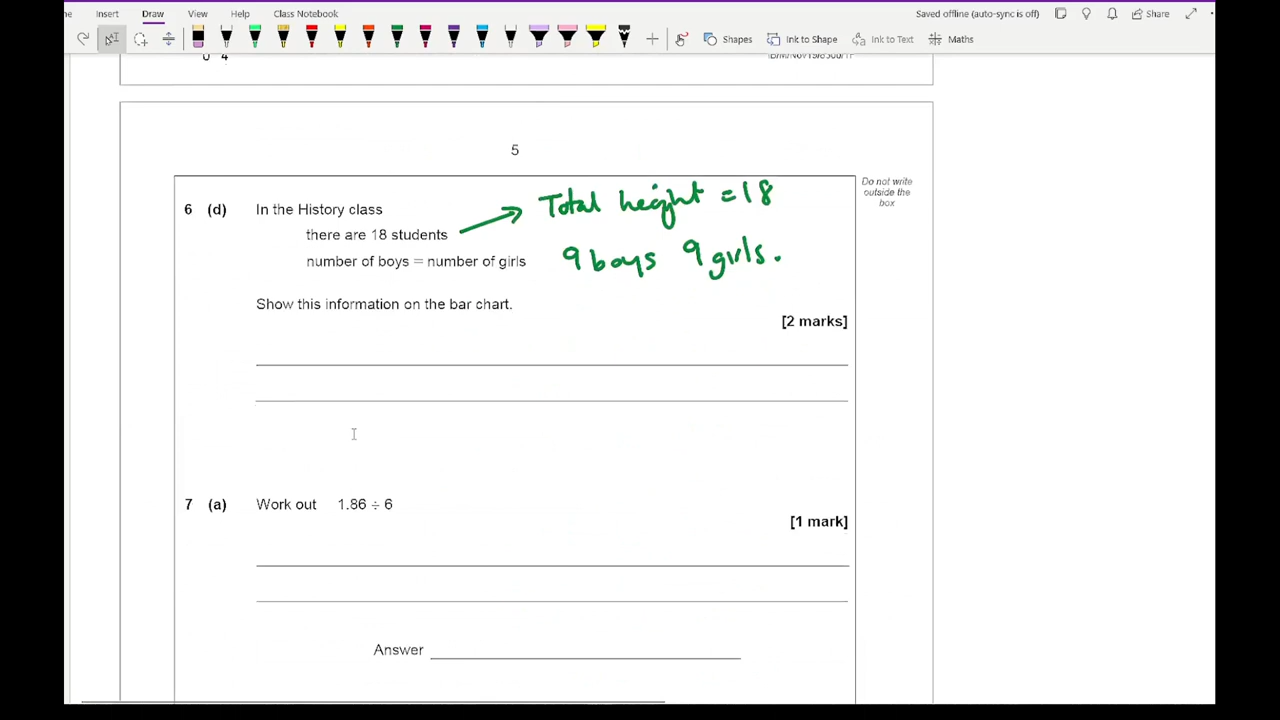 Insert Draw View Help Class Notebook Saved offline (auto-sync is off) Share
Shapes Ink to Shape Ink to Text Maths
5
Do not write
outside the
box
6 (d) In the History class
there are 18 students
number of boys = number of girls
Total height = 18
9 boys 9 girls.
Show this information on the bar chart.
[2 marks]
7 (a) Work out 1.86 ÷ 6
[1 mark]
Answer